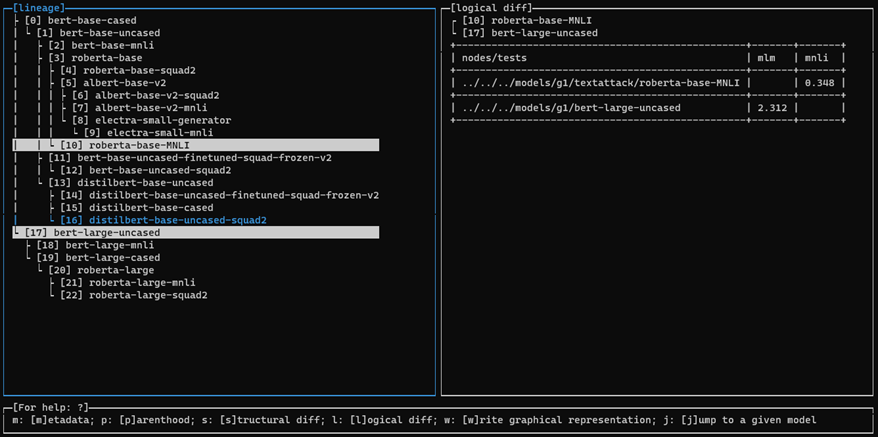 [lineage]
├ [0] bert-base-cased
│ └ [1] bert-base-uncased
│   ├ [2] bert-base-mnli
│   ├ [3] roberta-base
│   │ ├ [4] roberta-base-squad2
│   │ ├ [5] albert-base-v2
│   │ │ ├ [6] albert-base-v2-squad2
│   │ │ ├ [7] albert-base-v2-mnli
│   │ │ └ [8] electra-small-generator
│   │ │   └ [9] electra-small-mnli
│   │ └ [10] roberta-base-MNLI
│   ├ [11] bert-base-uncased-finetuned-squad-frozen-v2
│   │ └ [12] bert-base-uncased-squad2
│   └ [13] distilbert-base-uncased
│     ├ [14] distilbert-base-uncased-finetuned-squad-frozen-v2
│     ├ [15] distilbert-base-cased
│     └ [16] distilbert-base-uncased-squad2
└ [17] bert-large-uncased
  ├ [18] bert-large-mnli
  └ [19] bert-large-cased
    └ [20] roberta-large
      ├ [21] roberta-large-mnli
      └ [22] roberta-large-squad2
[logical diff]
┌ [10] roberta-base-MNLI
└ [17] bert-large-uncased
| nodes/tests | mlm | mnli |
| ../../../models/g1/textattack/roberta-base-MNLI | | 0.348 |
| ../../../models/g1/bert-large-uncased | 2.312 | |
[For help: ?]
m: [m]etadata; p: [p]arenthood; s: [s]tructural diff; l: [l]ogical diff; w: [w]rite graphical representation; j: [j]ump to a given model